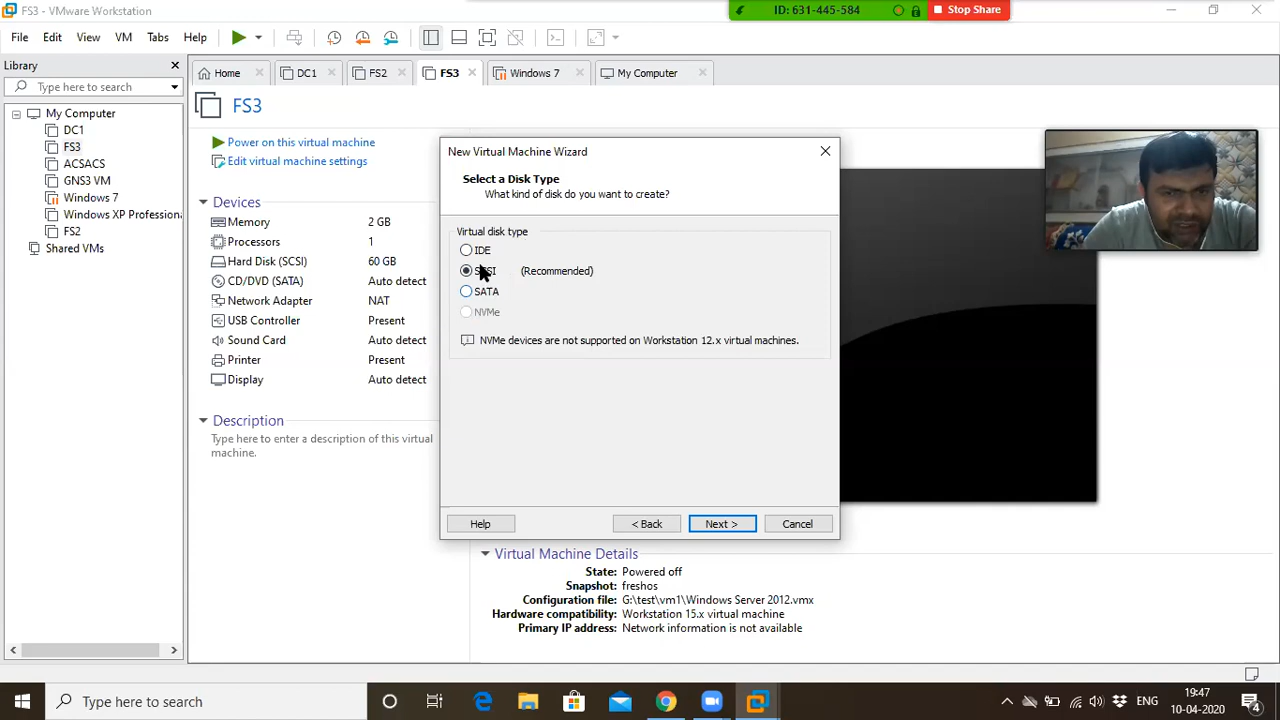 FS3 - VMware Workstation
ID: 631-445-584
Stop Share
File Edit View VM Tabs Help
Library
Type here to search
My Computer
DC1
FS3
ACSACS
GNS3 VM
Windows 7
Windows XP Professiona
FS2
Shared VMs
Home
DC1
FS2
FS3
Windows 7
My Computer
FS3
Power on this virtual machine
Edit virtual machine settings
Devices
Memory 2 GB
Processors 1
Hard Disk (SCSI) 60 GB
CD/DVD (SATA) Auto detect
Network Adapter NAT
USB Controller Present
Sound Card Auto detect
Printer Present
Display Auto detect
Description
Type here to enter a description of this virtual
machine.
New Virtual Machine Wizard
Select a Disk Type
What kind of disk do you want to create?
Virtual disk type
IDE
SCSI (Recommended)
SATA
NVMe
NVMe devices are not supported on Workstation 12.x virtual machines.
Help
< Back
Next >
Cancel
Virtual Machine Details
State: Powered off
Snapshot: freshos
Configuration file: G:\test\vm1\Windows Server 2012.vmx
Hardware compatibility: Workstation 15.x virtual machine
Primary IP address: Network information is not available
Type here to search
ENG
19:47
10-04-2020
4